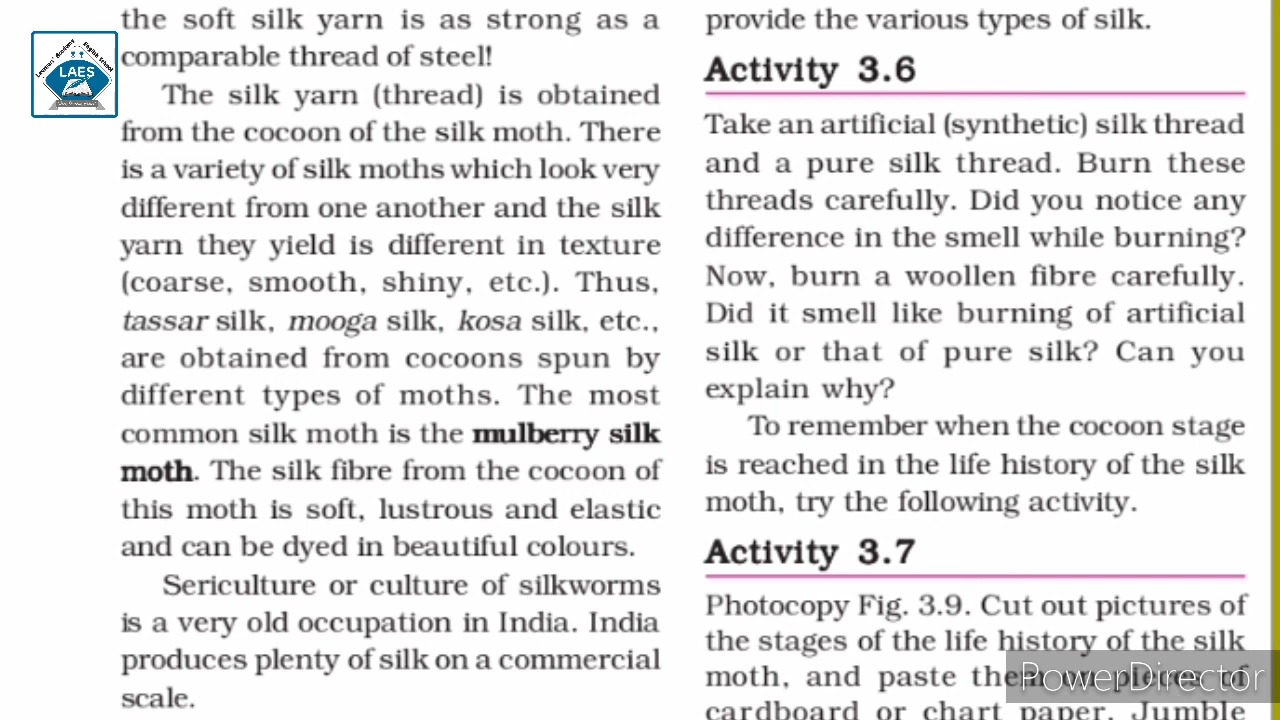 LAES
the soft silk yarn is as strong as a
comparable thread of steel!
The silk yarn (thread) is obtained
from the cocoon of the silk moth. There
is a variety of silk moths which look very
different from one another and the silk
yarn they yield is different in texture
(coarse, smooth, shiny, etc.). Thus,
tassar silk, mooga silk, kosa silk, etc.,
are obtained from cocoons spun by
different types of moths. The most
common silk moth is the mulberry silk
moth. The silk fibre from the cocoon of
this moth is soft, lustrous and elastic
and can be dyed in beautiful colours.
Sericulture or culture of silkworms
is a very old occupation in India. India
produces plenty of silk on a commercial
scale.
provide the various types of silk.
Activity 3.6
Take an artificial (synthetic) silk thread
and a pure silk thread. Burn these
threads carefully. Did you notice any
difference in the smell while burning?
Now, burn a woollen fibre carefully.
Did it smell like burning of artificial
silk or that of pure silk? Can you
explain why?
To remember when the cocoon stage
is reached in the life history of the silk
moth, try the following activity.
Activity 3.7
Photocopy Fig. 3.9. Cut out pictures of
the stages of the life history of the silk
moth, and paste them on pieces of
cardboard or chart paper. Jumble
PowerDirector